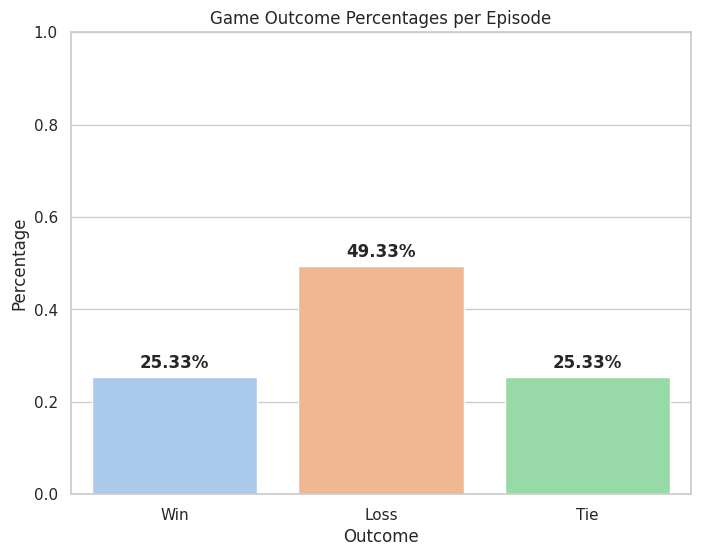 Game Outcome Percentages per Episode
1.0
0.8
0.6
0.4
0.2
0.0
Percentage
25.33%
49.33%
25.33%
Win
Loss
Tie
Outcome